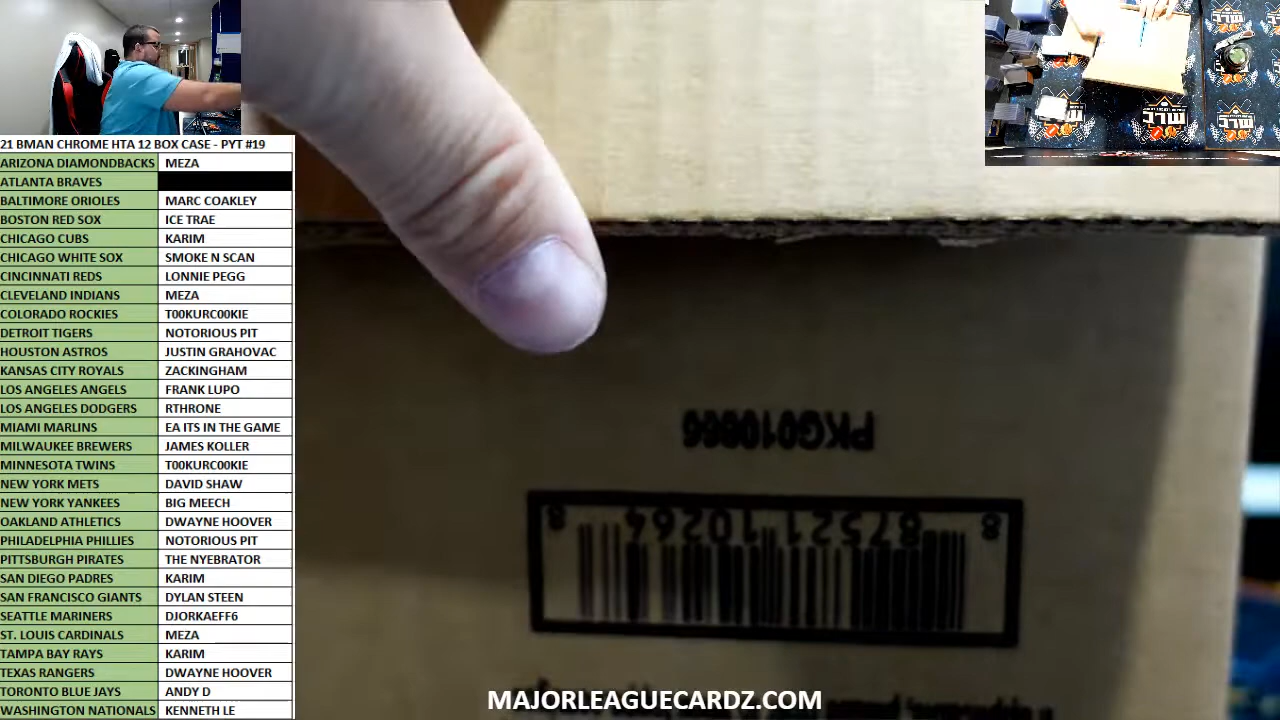 21 BMAN CHROME HTA 12 BOX CASE - PYT #19
ARIZONA DIAMONDBACKS MEZA
ATLANTA BRAVES
BALTIMORE ORIOLES MARC COAKLEY
BOSTON RED SOX ICE TRAE
CHICAGO CUBS KARIM
CHICAGO WHITE SOX SMOKE N SCAN
CINCINNATI REDS LONNIE PEGG
CLEVELAND INDIANS MEZA
COLORADO ROCKIES T00KURC00KIE
DETROIT TIGERS NOTORIOUS PIT
HOUSTON ASTROS JUSTIN GRAHOVAC
KANSAS CITY ROYALS ZACKINGHAM
LOS ANGELES ANGELS FRANK LUPO
LOS ANGELES DODGERS RTHRONE
MIAMI MARLINS EA ITS IN THE GAME
MILWAUKEE BREWERS JAMES KOLLER
MINNESOTA TWINS T00KURC00KIE
NEW YORK METS DAVID SHAW
NEW YORK YANKEES BIG MEECH
OAKLAND ATHLETICS DWAYNE HOOVER
PHILADELPHIA PHILLIES NOTORIOUS PIT
PITTSBURGH PIRATES THE NYEBRATOR
SAN DIEGO PADRES KARIM
SAN FRANCISCO GIANTS DYLAN STEEN
SEATTLE MARINERS DJORKAEFF6
ST. LOUIS CARDINALS MEZA
TAMPA BAY RAYS KARIM
TEXAS RANGERS DWAYNE HOOVER
TORONTO BLUE JAYS ANDY D
WASHINGTON NATIONALS KENNETH LE
8 87521 10264 8
MAJORLEAGUECARDZ.COM
MLC
MLC